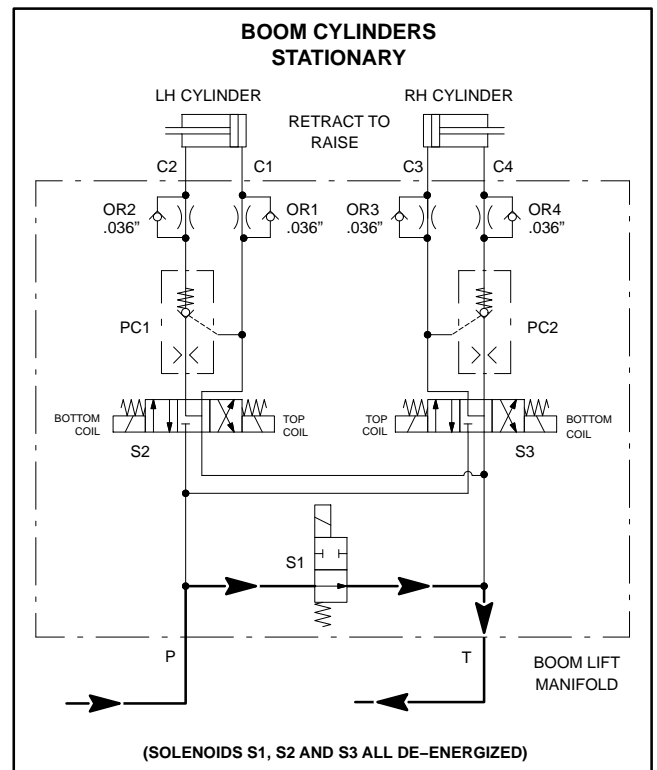 BOOM CYLINDERS
STATIONARY
LH CYLINDER
RH CYLINDER
RETRACT TO
RAISE
C2
C1
C3
C4
OR2
.036”
OR1
.036”
OR3
.036”
OR4
.036”
PC1
PC2
BOTTOM
COIL
TOP
COIL
TOP
COIL
BOTTOM
COIL
S2
S3
S1
P
T
BOOM LIFT
MANIFOLD
(SOLENOIDS S1, S2 AND S3 ALL DE–ENERGIZED)